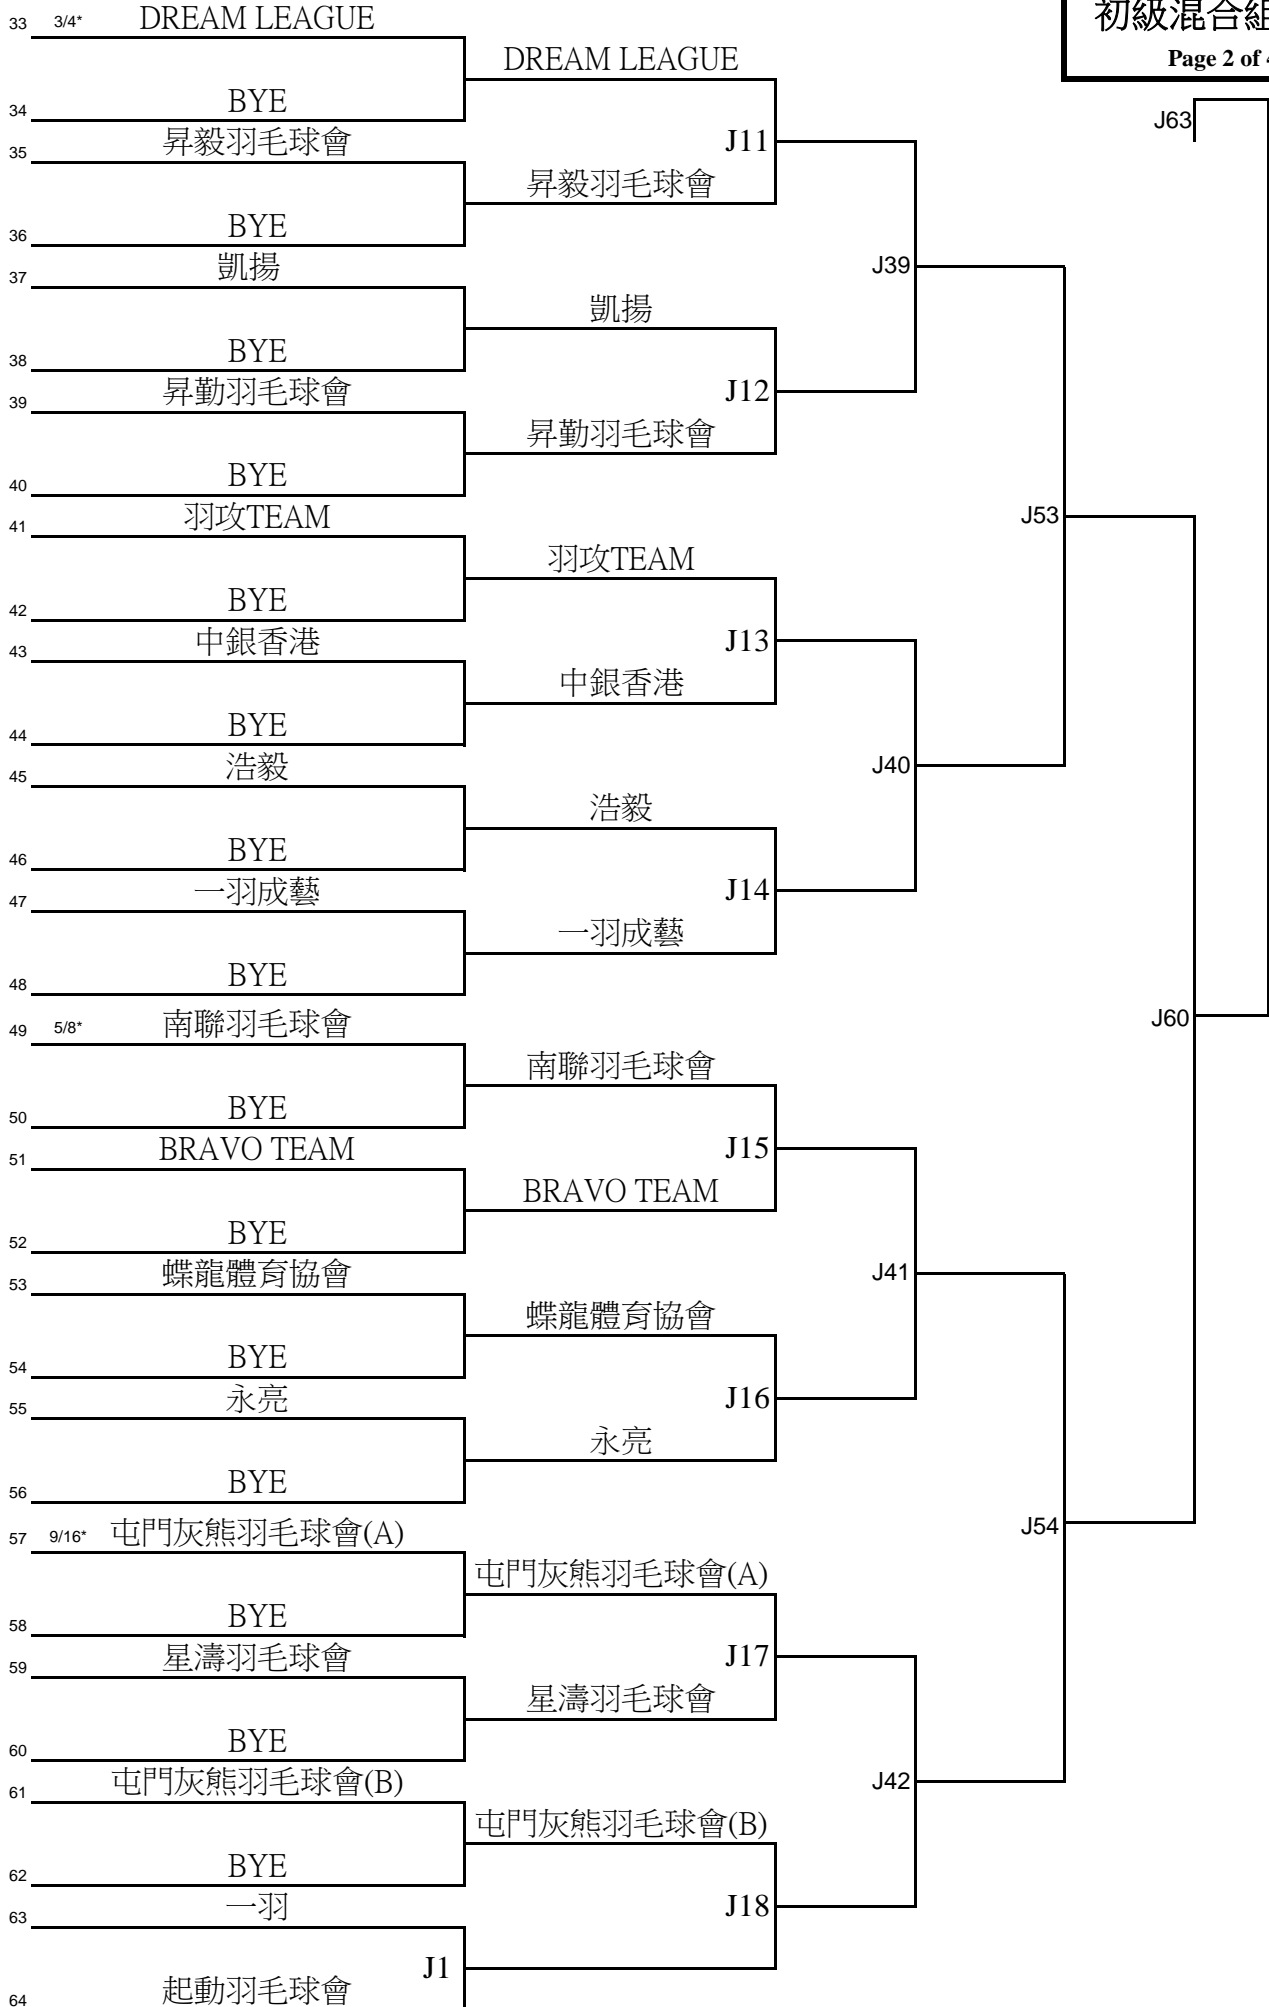 初級混合組
Page 2 of 4
33 3/4* DREAM LEAGUE
DREAM LEAGUE
34 BYE
J63
35 昇毅羽毛球會
J11
昇毅羽毛球會
36 BYE
37 凱揚
J39
凱揚
38 BYE
39 昇勤羽毛球會
J12
昇勤羽毛球會
40 BYE
41 羽攻TEAM
J53
羽攻TEAM
42 BYE
43 中銀香港
J13
中銀香港
44 BYE
45 浩毅
J40
浩毅
46 BYE
47 一羽成藝
J14
一羽成藝
48 BYE
49 5/8* 南聯羽毛球會
J60
南聯羽毛球會
50 BYE
51 BRAVO TEAM
J15
BRAVO TEAM
52 BYE
53 蝶龍體育協會
J41
蝶龍體育協會
54 BYE
55 永亮
J16
永亮
56 BYE
57 9/16* 屯門灰熊羽毛球會(A)
J54
屯門灰熊羽毛球會(A)
58 BYE
59 星濤羽毛球會
J17
星濤羽毛球會
60 BYE
61 屯門灰熊羽毛球會(B)
J42
屯門灰熊羽毛球會(B)
62 BYE
63 一羽
J18
J1
64 起動羽毛球會